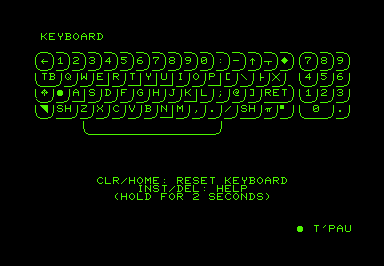 KEYBOARD
← 1 2 3 4 5 6 7 8 9 0 : - ↑ ┬ ◆ 7 8 9
TB Q W E R T Y U I O P [ \ 4 5 6
A S D F G H J K L ; @ ] RET 1 2 3
◥ SH Z X C V B N M , . / SH π ▘ 0 .
CLR/HOME: RESET KEYBOARD
INST/DEL: HELP
(HOLD FOR 2 SECONDS)
● T'PAU